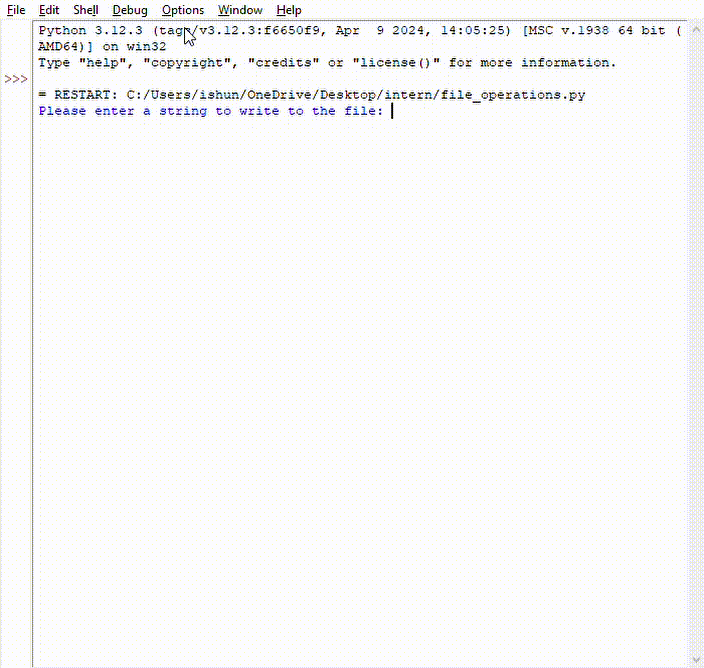 File Edit Shell Debug Options Window Help
Python 3.12.3 (tags/v3.12.3:f6650f9, Apr  9 2024, 14:05:25) [MSC v.1938 64 bit (
AMD64)] on win32
Type "help", "copyright", "credits" or "license()" for more information.
>>>
= RESTART: C:/Users/ishun/OneDrive/Desktop/intern/file_operations.py
Please enter a string to write to the file: